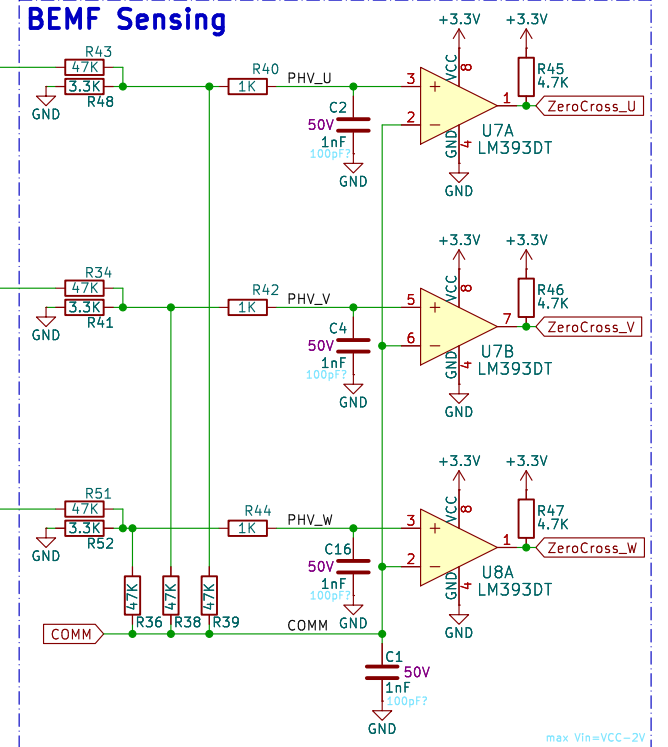 BEMF Sensing
+3.3V
+3.3V
R43
47K
3.3K
R48
GND
R40
1K
PHV_U
C2
50V
1nF
100pF?
GND
3
2
+
-
VCC
8
GND
4
1
U7A
LM393DT
GND
R45
4.7K
ZeroCross_U
+3.3V
+3.3V
R34
47K
3.3K
R41
GND
R42
1K
PHV_V
C4
50V
1nF
100pF?
GND
5
6
+
-
VCC
8
GND
4
7
U7B
LM393DT
GND
R46
4.7K
ZeroCross_V
+3.3V
+3.3V
R51
47K
3.3K
R52
GND
R44
1K
PHV_W
C16
50V
1nF
100pF?
GND
3
2
+
-
VCC
8
GND
4
1
U8A
LM393DT
GND
R47
4.7K
ZeroCross_W
47K
47K
47K
R36
R38
R39
COMM
COMM
C1
50V
1nF
100pF?
GND
max Vin=VCC-2V